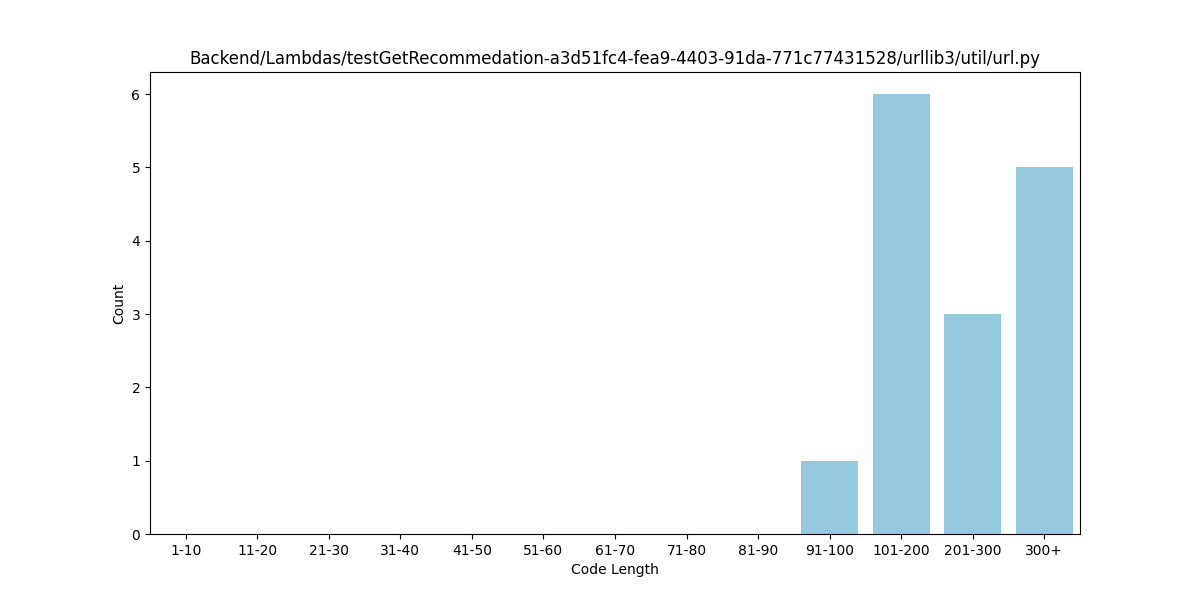 Backend/Lambdas/testGetRecommedation-a3d51fc4-fea9-4403-91da-771c77431528/urllib3/util/url.py
6
5
4
3
2
1
0
Count
1-10 11-20 21-30 31-40 41-50 51-60 61-70 71-80 81-90 91-100 101-200 201-300 300+
Code Length